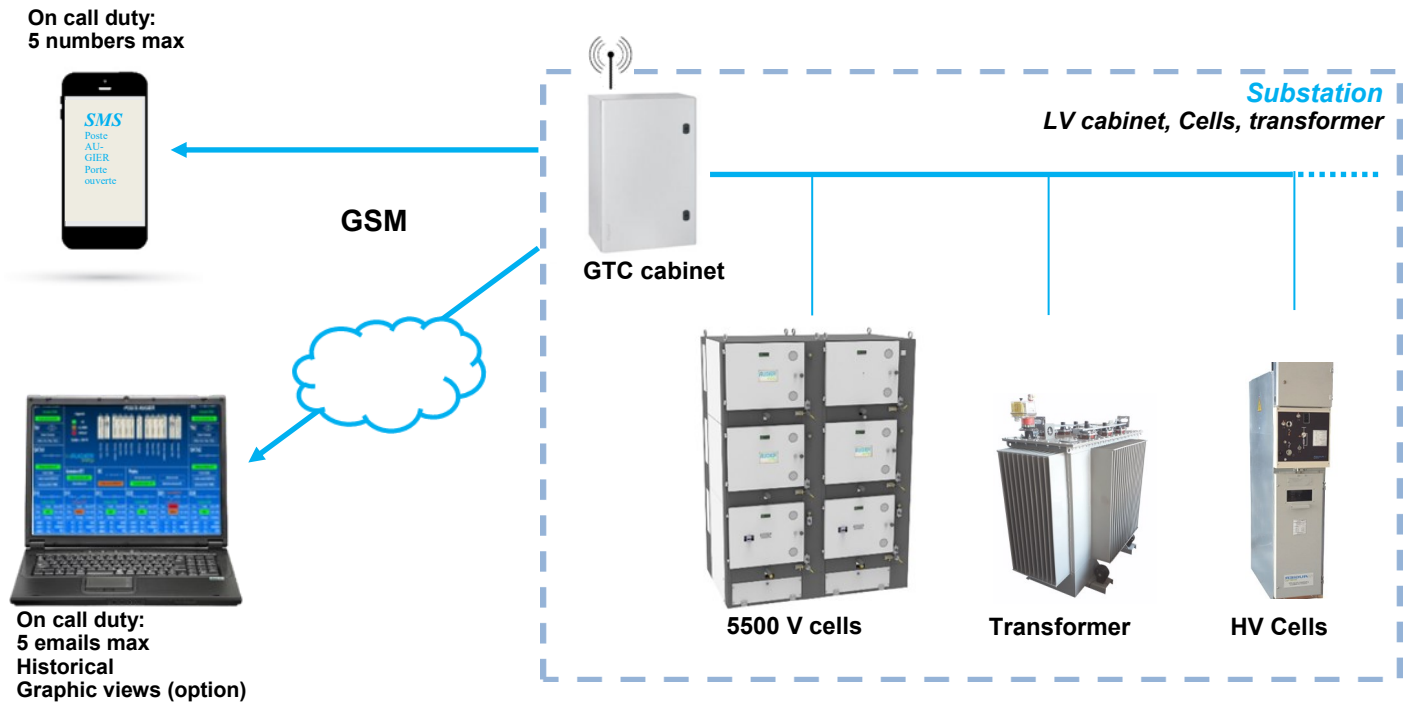 On call duty:
5 numbers max
SMS
Poste
AU-
GIER
Porte
ouverte
GSM
Substation
LV cabinet, Cells, transformer
GTC cabinet
5500 V cells
Transformer
HV Cells
On call duty:
5 emails max
Historical
Graphic views (option)